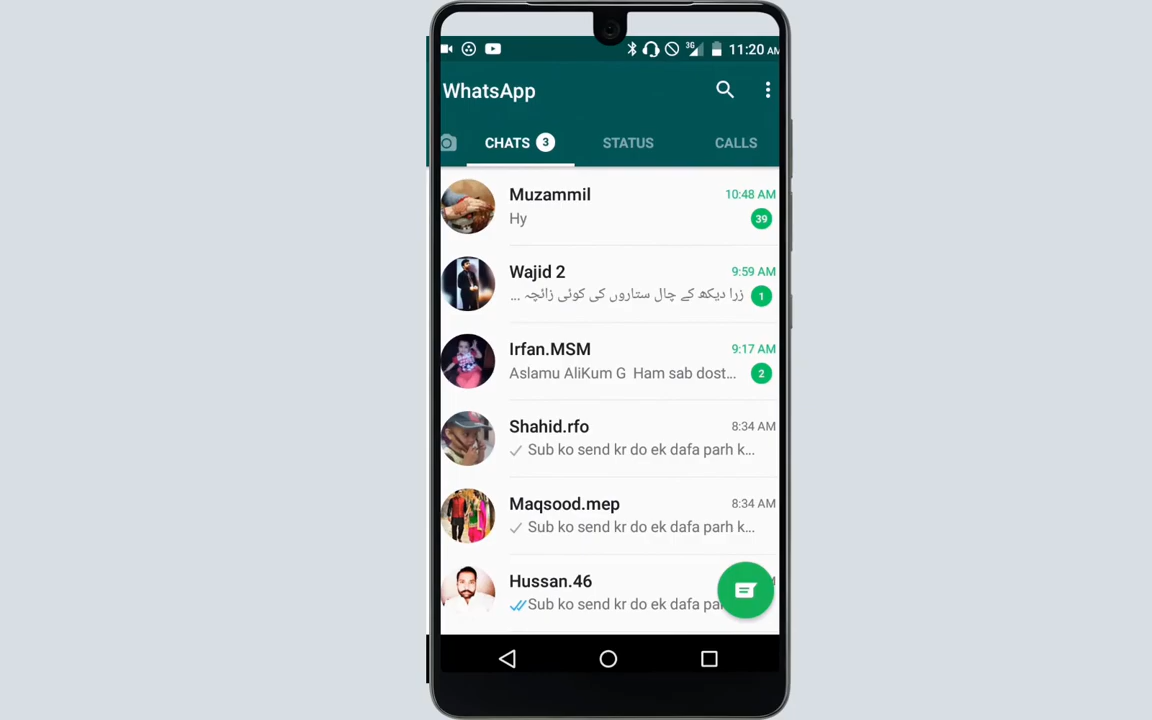 3G 11:20 AM
WhatsApp
CHATS 3 STATUS CALLS
Muzammil 10:48 AM
Hy 39
Wajid 2 9:59 AM
زرا دیکھ کے چال ستاروں کی کوئی زائچہ ... 1
Irfan.MSM 9:17 AM
Aslamu AliKum G Ham sab dost... 2
Shahid.rfo 8:34 AM
Sub ko send kr do ek dafa parh k...
Maqsood.mep 8:34 AM
Sub ko send kr do ek dafa parh k...
Hussan.46
Sub ko send kr do ek dafa